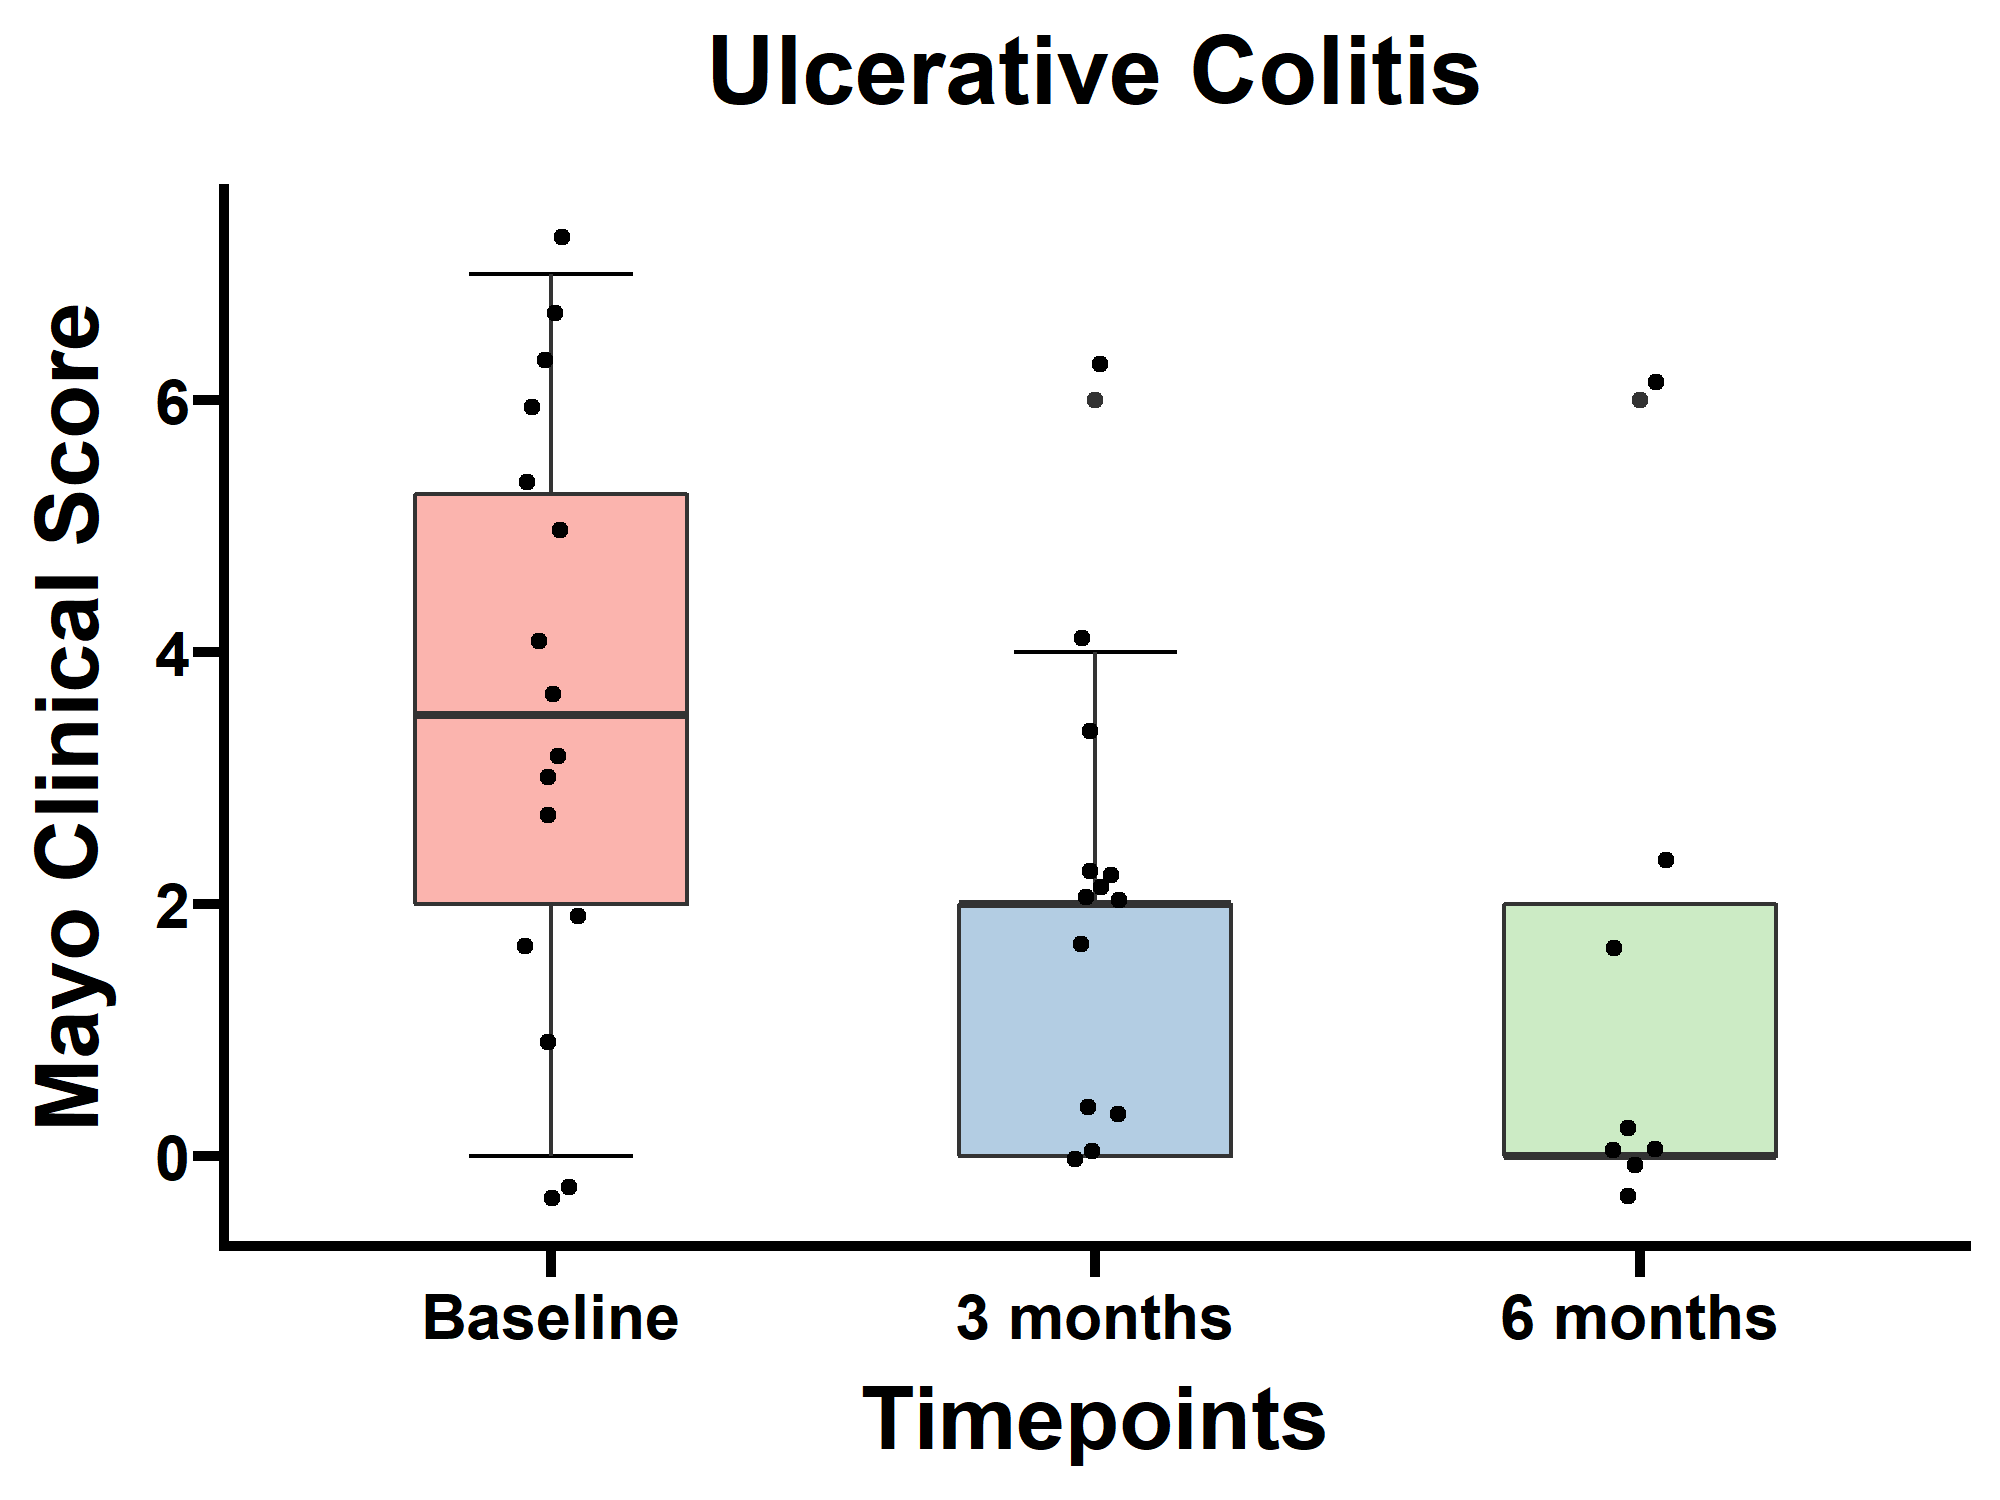 Ulcerative Colitis
Mayo Clinical Score
6
4
2
0
Baseline
3 months
6 months
Timepoints